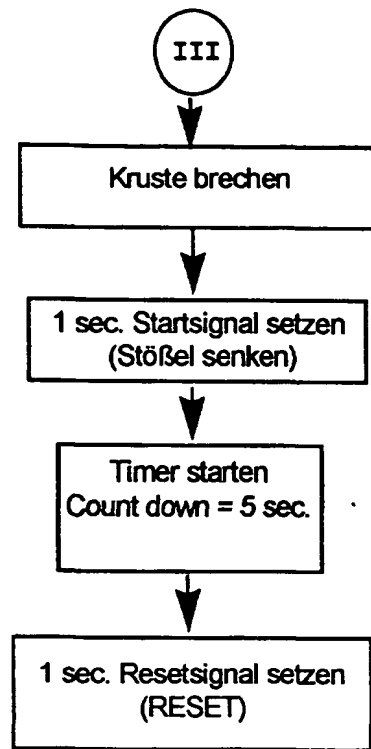 III
Kruste brechen
1 sec. Startsignal setzen
(Stößel senken)
Timer starten
Count down = 5 sec.
1 sec. Resetsignal setzen
(RESET)